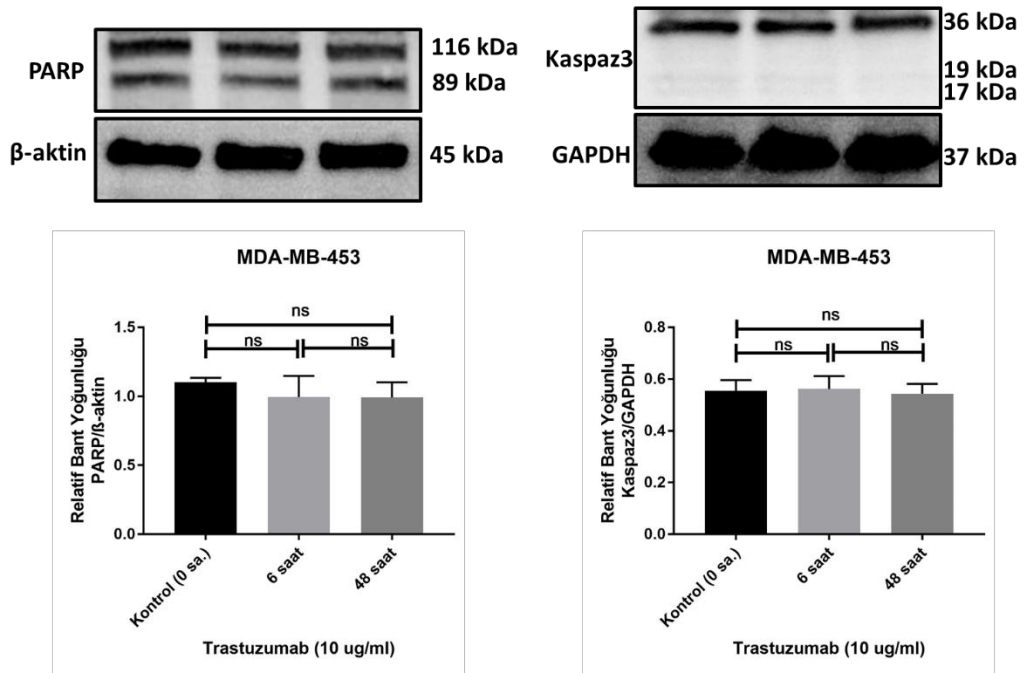 PARP
116 kDa
89 kDa
β-aktin
45 kDa
Kaspaz3
36 kDa
19 kDa
17 kDa
GAPDH
37 kDa
MDA-MB-453
Relatif Bant Yoğunluğu
PARP/ß-aktin
1.5
1.0
0.5
0.0
ns
ns
ns
Kontrol (0 sa.)
6 saat
48 saat
Trastuzumab (10 ug/ml)
MDA-MB-453
Relatif Bant Yoğunluğu
Kaspaz3/GAPDH
0.8
0.6
0.4
0.2
0.0
ns
ns
ns
Kontrol (0 sa.)
6 saat
48 saat
Trastuzumab (10 ug/ml)